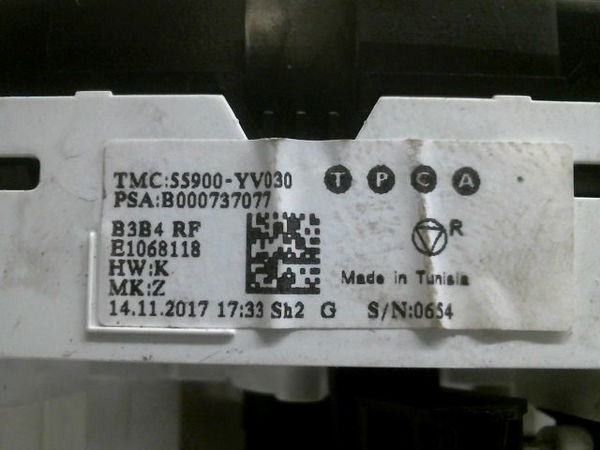 TMC:55900-YV030
T P C A
PSA:B000737077
B3B4 RF
R
E1068118
HW:K
Made in Tunisia
MK:Z
14.11.2017 17:33 Sh2 G S/N:0654